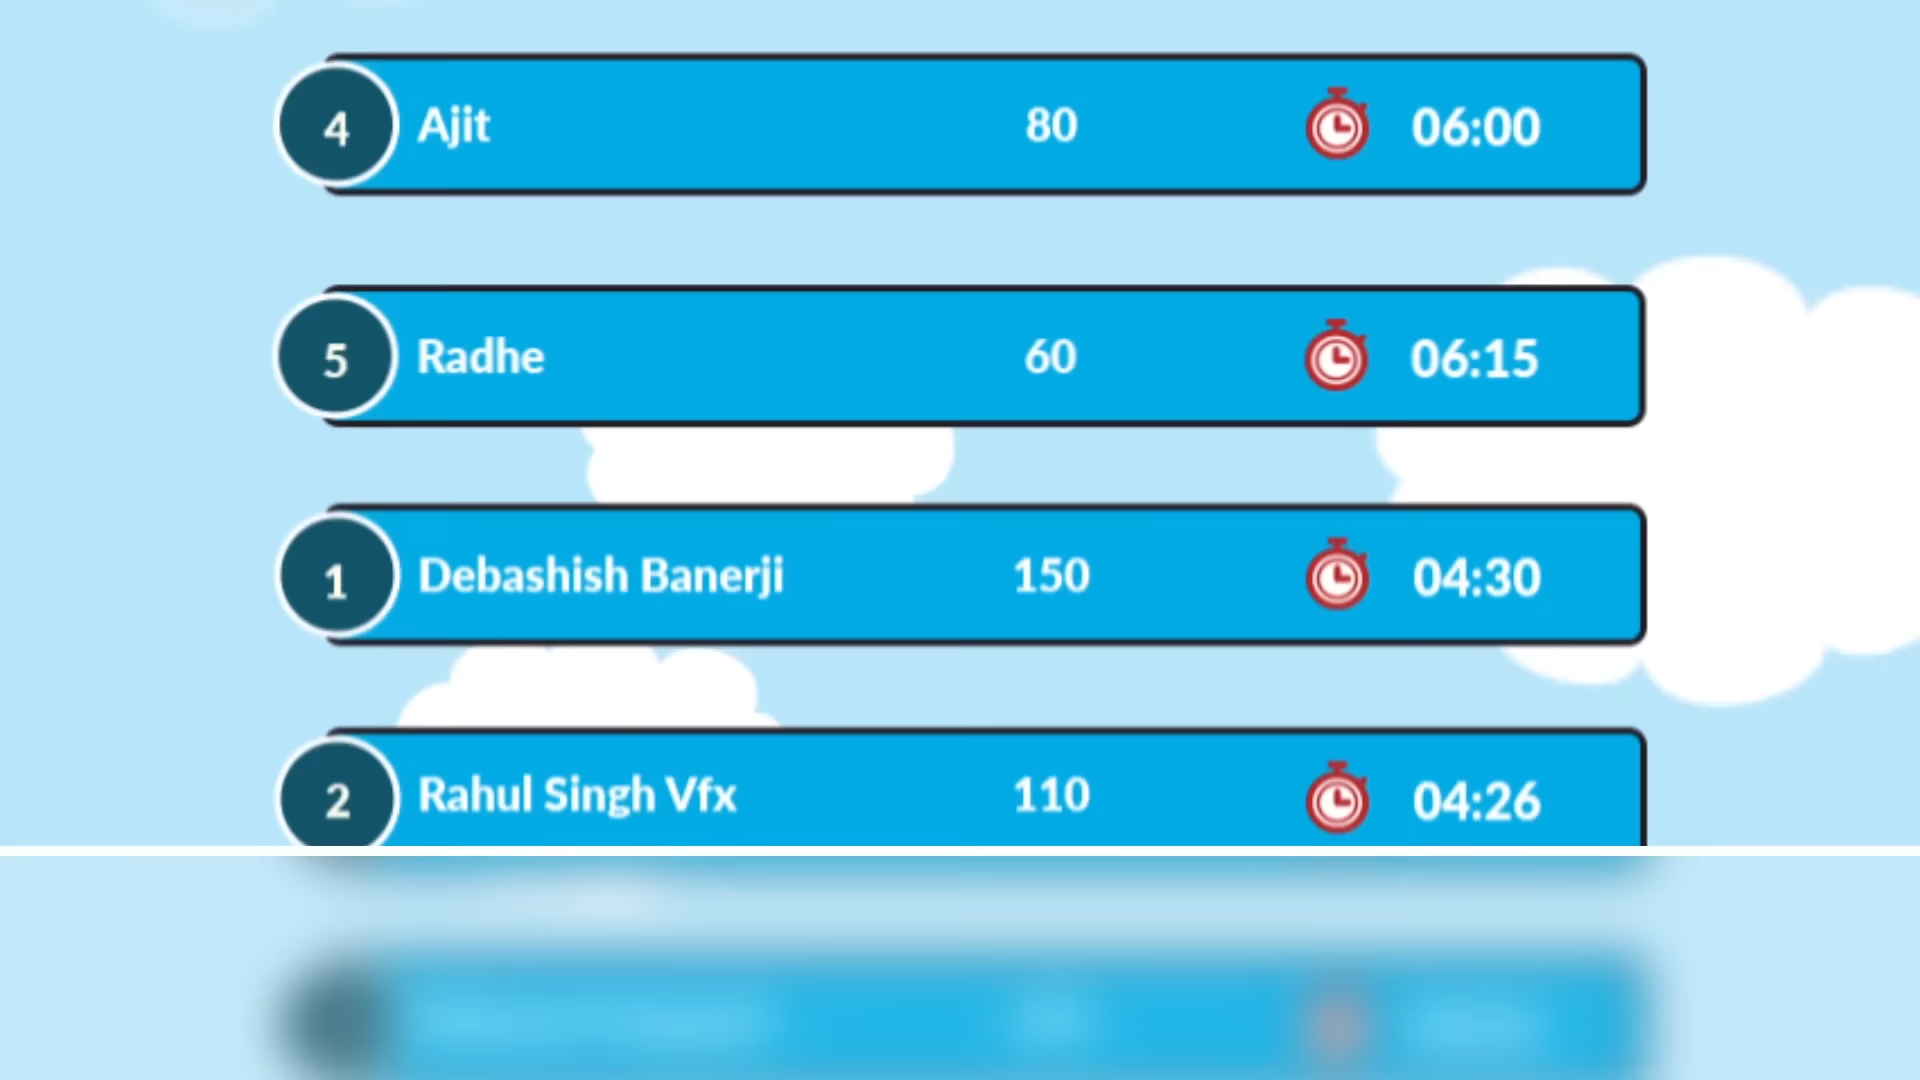 4 Ajit 80 06:00
5 Radhe 60 06:15
1 Debashish Banerji 150 04:30
2 Rahul Singh Vfx 110 04:26